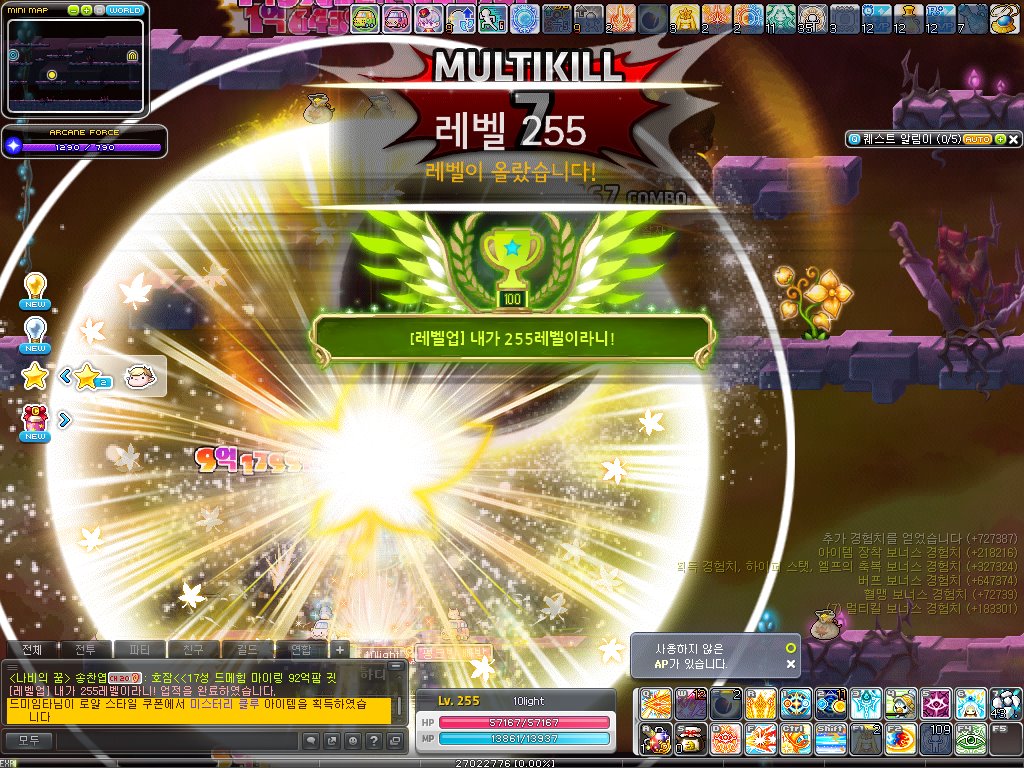 MINI MAP
WORLD
ARCANE FORCE
1290 / 790
MULTIKILL
7
레벨 255
레벨이 올랐습니다!
COMBO
퀘스트 알림미 (0/5) AUTO
100
[레벨업] 내가 255레벨이라니!
NEW
NEW
2
NEW
추가 경험치를 얻었습니다 (+727387)
아이템 장착 보너스 경험치 (+218216)
획득 경험치, 하이퍼 스탯, 엘프의 축복 보너스 경험치 (+327324)
버프 보너스 경험치 (+647374)
혈맹 보너스 경험치 (+72739)
(7) 멀티킬 보너스 경험치 (+183301)
사용하지 않은
AP가 있습니다.
전체 전투 파티 친구 길드 연합 +
<나비의 꿈> 송찬엽 CH.20 : 호잠<<17성 드메험 마이링 92억팜 귓
[레벨업] 내가 255레벨이라니! 업적을 완료하였습니다.
드미임타님이 로얄 스타일 쿠폰에서 미스터리 클루 아이템을 획득하였습
니다
모두
Lv. 255 10light
HP 57167/57167
MP 13861/13937
EXP 27022776 [0.00%]